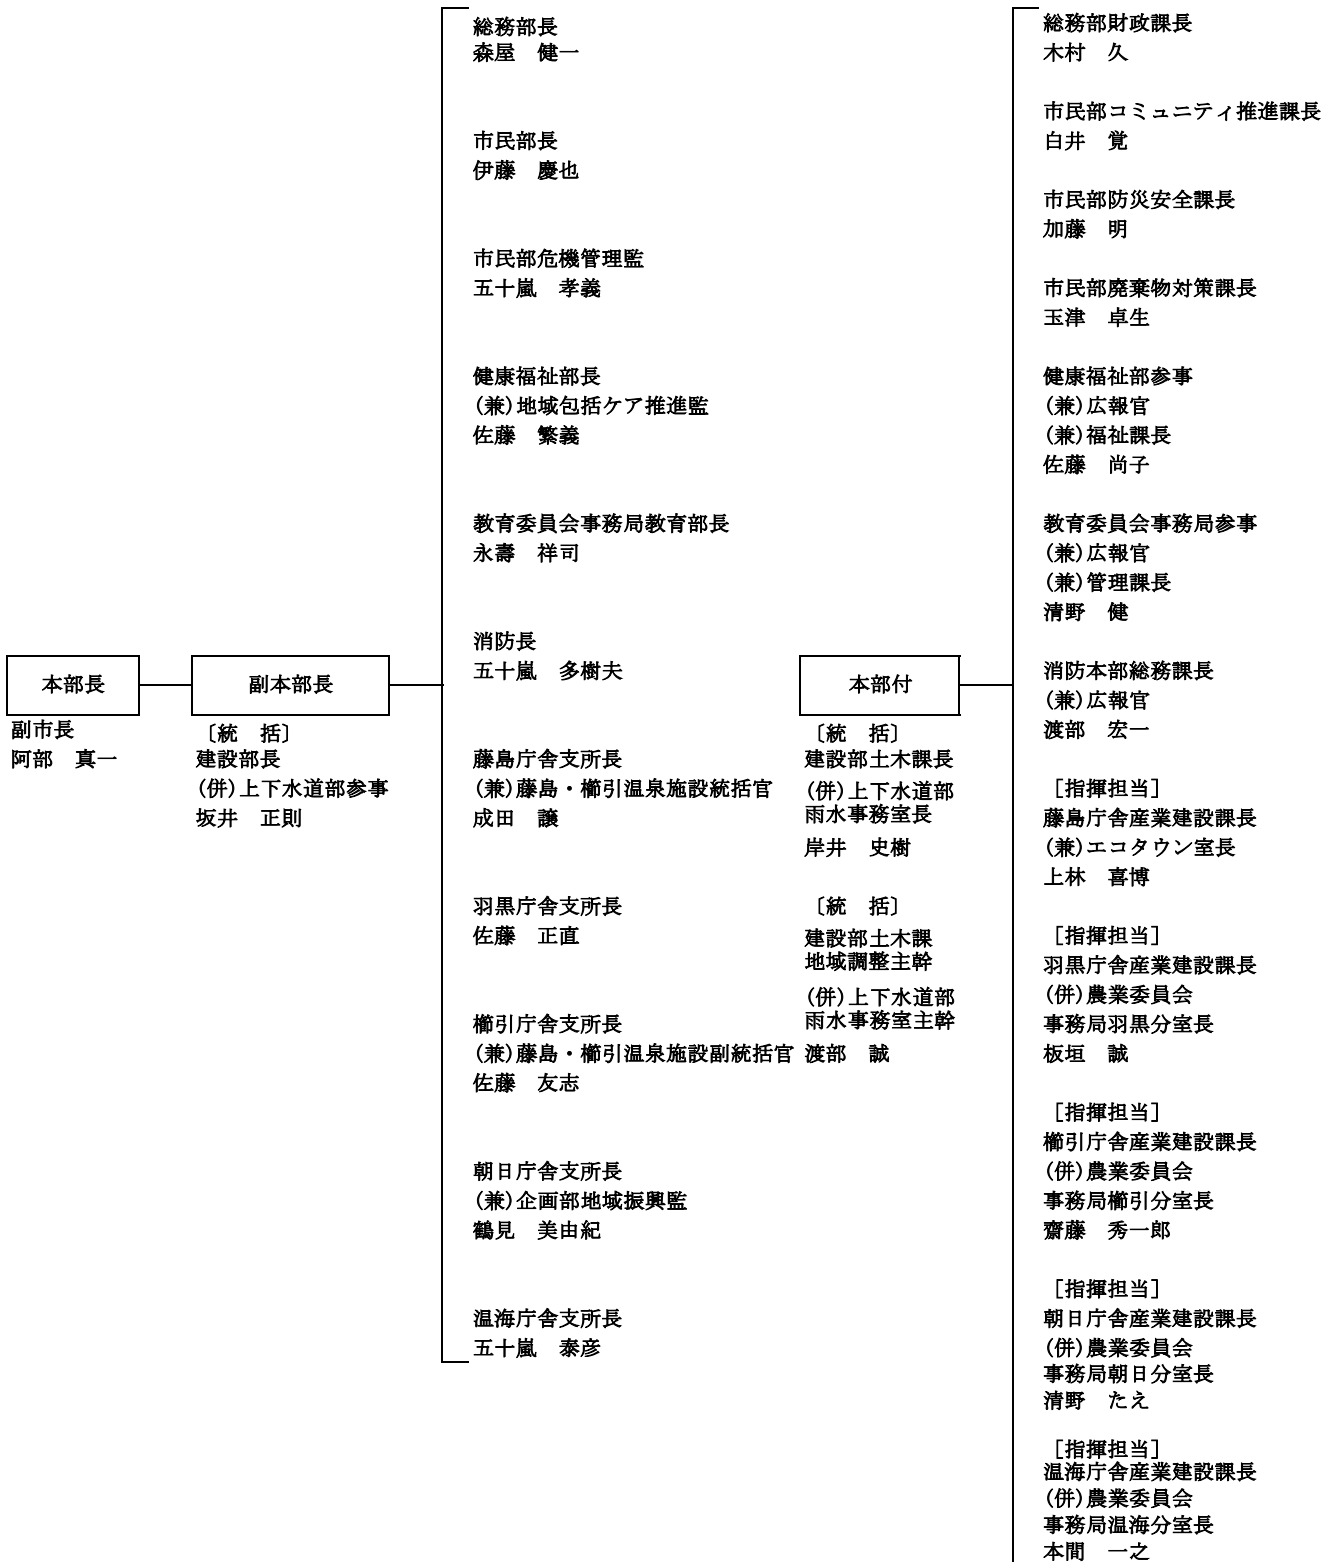 本部長
副市長
阿部　真一
副本部長
〔統　括〕
建設部長
(併)上下水道部参事
坂井　正則
総務部長
森屋　健一
市民部長
伊藤　慶也
市民部危機管理監
五十嵐　孝義
健康福祉部長
(兼)地域包括ケア推進監
佐藤　繁義
教育委員会事務局教育部長
永壽　祥司
消防長
五十嵐　多樹夫
藤島庁舎支所長
(兼)藤島・櫛引温泉施設統括官
成田　譲
羽黒庁舎支所長
佐藤　正直
櫛引庁舎支所長
(兼)藤島・櫛引温泉施設副統括官
佐藤　友志
朝日庁舎支所長
(兼)企画部地域振興監
鶴見　美由紀
温海庁舎支所長
五十嵐　泰彦
本部付
〔統　括〕
建設部土木課長
(併)上下水道部
雨水事務室長
岸井　史樹
〔統　括〕
建設部土木課
地域調整主幹
(併)上下水道部
雨水事務室主幹
渡部　誠
総務部財政課長
木村　久
市民部コミュニティ推進課長
白井　覚
市民部防災安全課長
加藤　明
市民部廃棄物対策課長
玉津　卓生
健康福祉部参事
(兼)広報官
(兼)福祉課長
佐藤　尚子
教育委員会事務局参事
(兼)広報官
(兼)管理課長
清野　健
消防本部総務課長
(兼)広報官
渡部　宏一
［指揮担当］
藤島庁舎産業建設課長
(兼)エコタウン室長
上林　喜博
［指揮担当］
羽黒庁舎産業建設課長
(併)農業委員会
事務局羽黒分室長
板垣　誠
［指揮担当］
櫛引庁舎産業建設課長
(併)農業委員会
事務局櫛引分室長
齋藤　秀一郎
［指揮担当］
朝日庁舎産業建設課長
(併)農業委員会
事務局朝日分室長
清野　たえ
［指揮担当］
温海庁舎産業建設課長
(併)農業委員会
事務局温海分室長
本間　一之